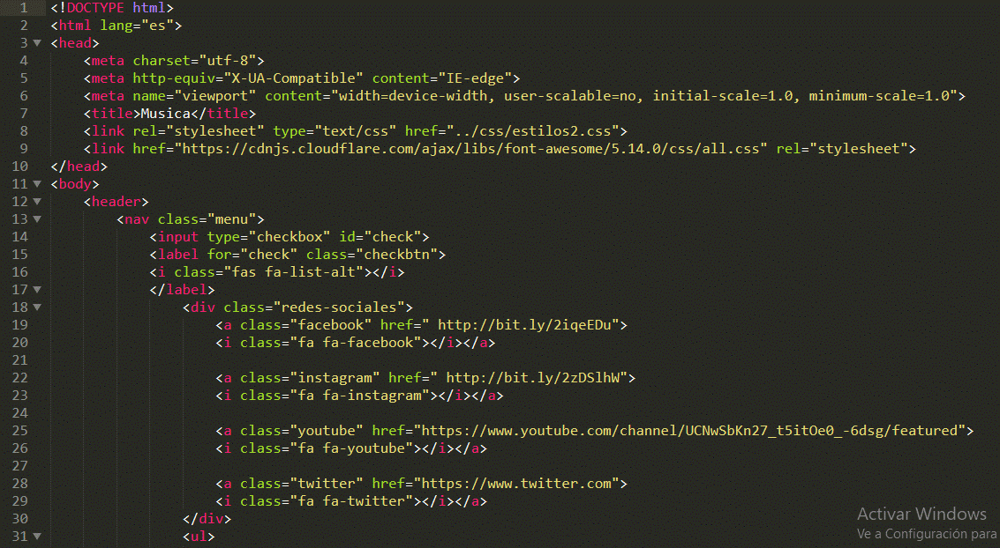 1 <!DOCTYPE html>
2 <html lang="es">
3 <head>
4 <meta charset="utf-8">
5 <meta http-equiv="X-UA-Compatible" content="IE-edge">
6 <meta name="viewport" content="width=device-width, user-scalable=no, initial-scale=1.0, minimum-scale=1.0">
7 <title>Musica</title>
8 <link rel="stylesheet" type="text/css" href="../css/estilos2.css">
9 <link href="https://cdnjs.cloudflare.com/ajax/libs/font-awesome/5.14.0/css/all.css" rel="stylesheet">
10 </head>
11 <body>
12 <header>
13 <nav class="menu">
14 <input type="checkbox" id="check">
15 <label for="check" class="checkbtn">
16 <i class="fas fa-list-alt"></i>
17 </label>
18 <div class="redes-sociales">
19 <a class="facebook" href=" http://bit.ly/2iqeEDu">
20 <i class="fa fa-facebook"></i></a>
21
22 <a class="instagram" href=" http://bit.ly/2zDSlhW">
23 <i class="fa fa-instagram"></i></a>
24
25 <a class="youtube" href="https://www.youtube.com/channel/UCNwSbKn27_t5itOe0_-6dsg/featured">
26 <i class="fa fa-youtube"></i></a>
27
28 <a class="twitter" href="https://www.twitter.com">
29 <i class="fa fa-twitter"></i></a>
30 </div>
31 <ul>
Activar Windows
Ve a Configuración para